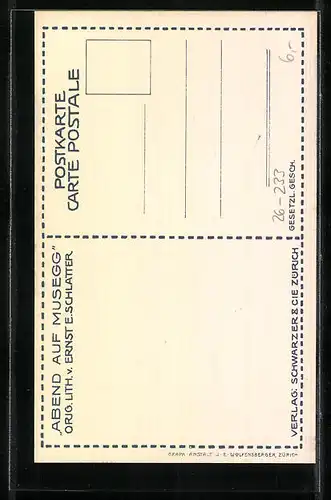 POSTKARTE
CARTE POSTALE
„ABEND AUF MUSEGG"
ORIG. LITH. v. ERNST E. SCHLATTER
6,-
26-233
GESETZL. GESCH.
VERLAG: SCHWARZER & CIE ZÜRICH
GRAPH. ANSTALT J. E. WOLFENSBERGER, ZÜRICH